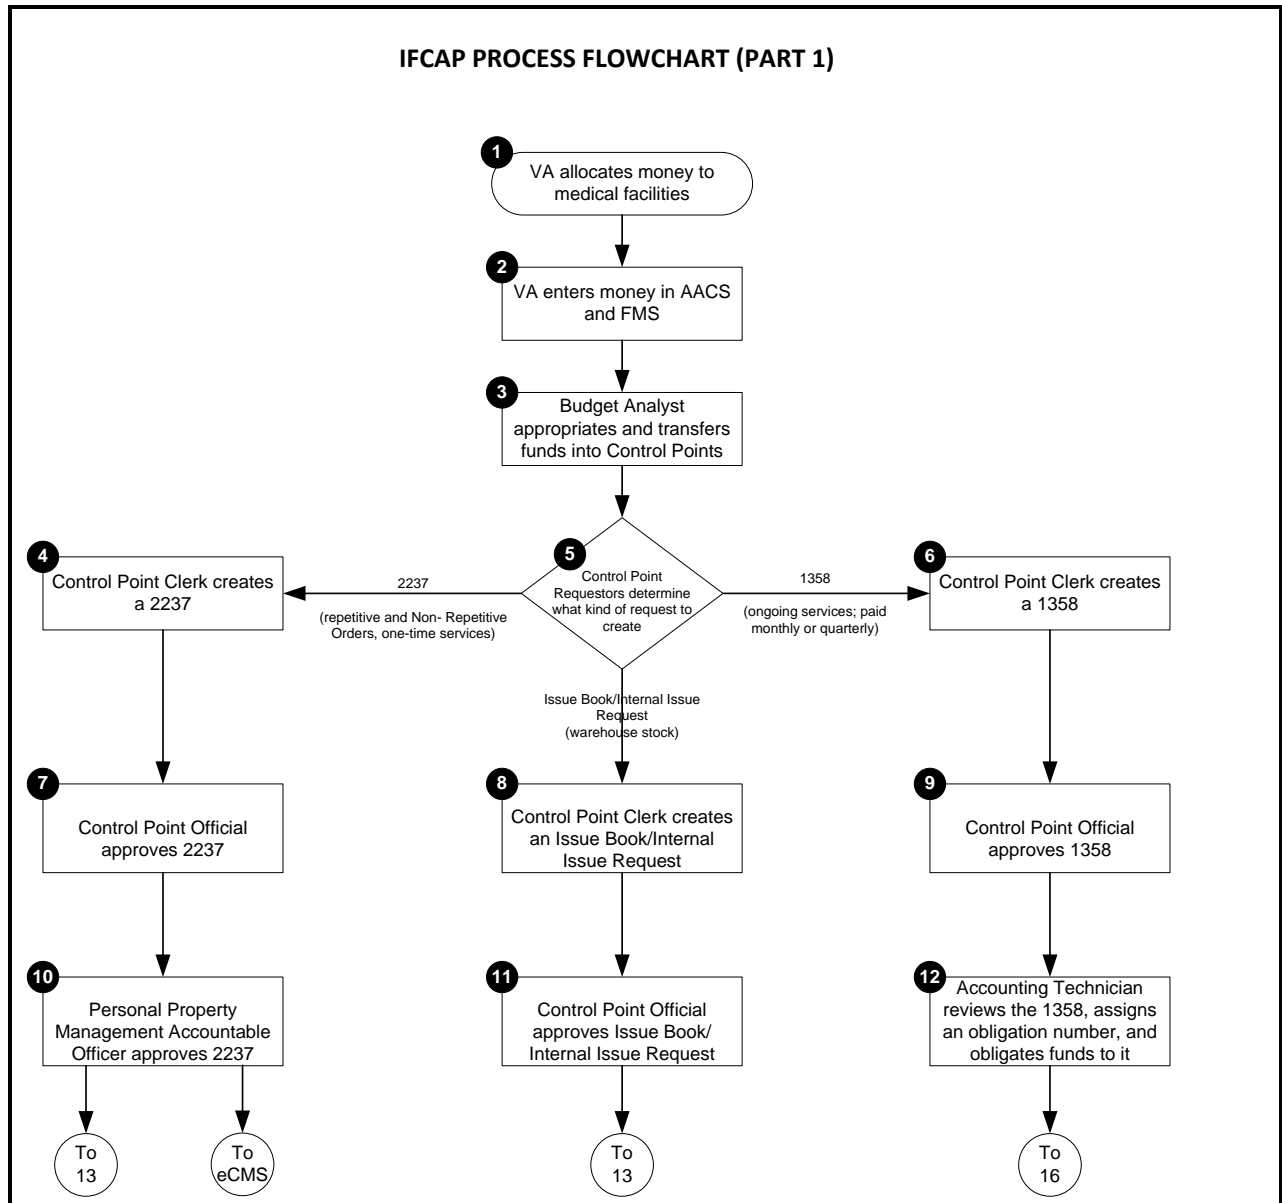 IFCAP PROCESS FLOWCHART (PART 1)
1
VA allocates money to
medical facilities
2
VA enters money in AACS
and FMS
3
Budget Analyst
appropriates and transfers
funds into Control Points
4
Control Point Clerk creates
a 2237
2237
(repetitive and Non- Repetitive
Orders, one-time services)
5
Control Point
Requestors determine
what kind of request to
create
1358
(ongoing services; paid
monthly or quarterly)
6
Control Point Clerk creates
a 1358
Issue Book/Internal Issue
Request
(warehouse stock)
7
Control Point Official
approves 2237
8
Control Point Clerk creates
an Issue Book/Internal
Issue Request
9
Control Point Official
approves 1358
10
Personal Property
Management Accountable
Officer approves 2237
11
Control Point Official
approves Issue Book/
Internal Issue Request
12
Accounting Technician
reviews the 1358, assigns
an obligation number, and
obligates funds to it
To
13
To
eCMS
To
13
To
16